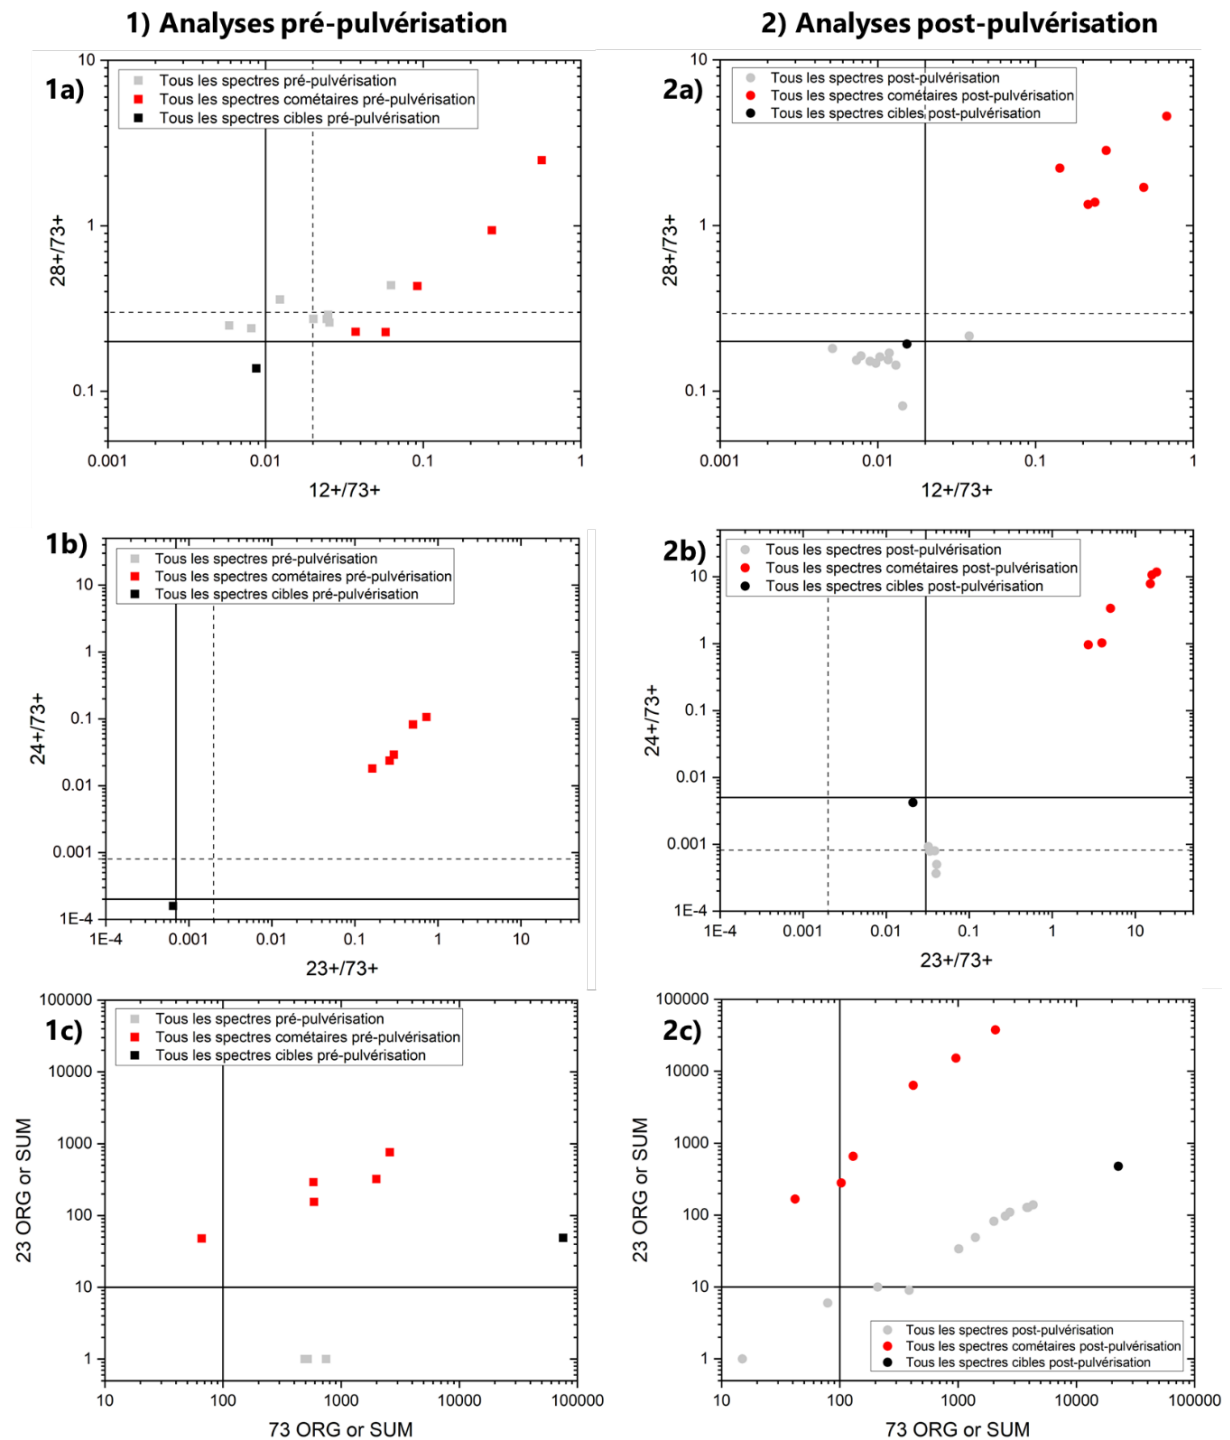 1) Analyses pré-pulvérisation
2) Analyses post-pulvérisation
1a)
Tous les spectres pré-pulvérisation
Tous les spectres cométaires pré-pulvérisation
Tous les spectres cibles pré-pulvérisation
10
1
0.1
28+/73+
0.001
0.01
0.1
1
12+/73+
2a)
Tous les spectres post-pulvérisation
Tous les spectres cométaires post-pulvérisation
Tous les spectres cibles post-pulvérisation
10
1
0.1
28+/73+
0.001
0.01
0.1
1
12+/73+
1b)
Tous les spectres pré-pulvérisation
Tous les spectres cométaires pré-pulvérisation
Tous les spectres cibles pré-pulvérisation
10
1
0.1
0.01
0.001
1E-4
24+/73+
1E-4
0.001
0.01
0.1
1
10
23+/73+
2b)
Tous les spectres post-pulvérisation
Tous les spectres cométaires post-pulvérisation
Tous les spectres cibles post-pulvérisation
10
1
0.1
0.01
0.001
1E-4
24+/73+
1E-4
0.001
0.01
0.1
1
10
23+/73+
1c)
Tous les spectres pré-pulvérisation
Tous les spectres cométaires pré-pulvérisation
Tous les spectres cibles pré-pulvérisation
100000
10000
1000
100
10
1
23 ORG or SUM
10
100
1000
10000
100000
73 ORG or SUM
2c)
100000
10000
1000
100
10
1
23 ORG or SUM
Tous les spectres post-pulvérisation
Tous les spectres cométaires post-pulvérisation
Tous les spectres cibles post-pulvérisation
10
100
1000
10000
100000
73 ORG or SUM